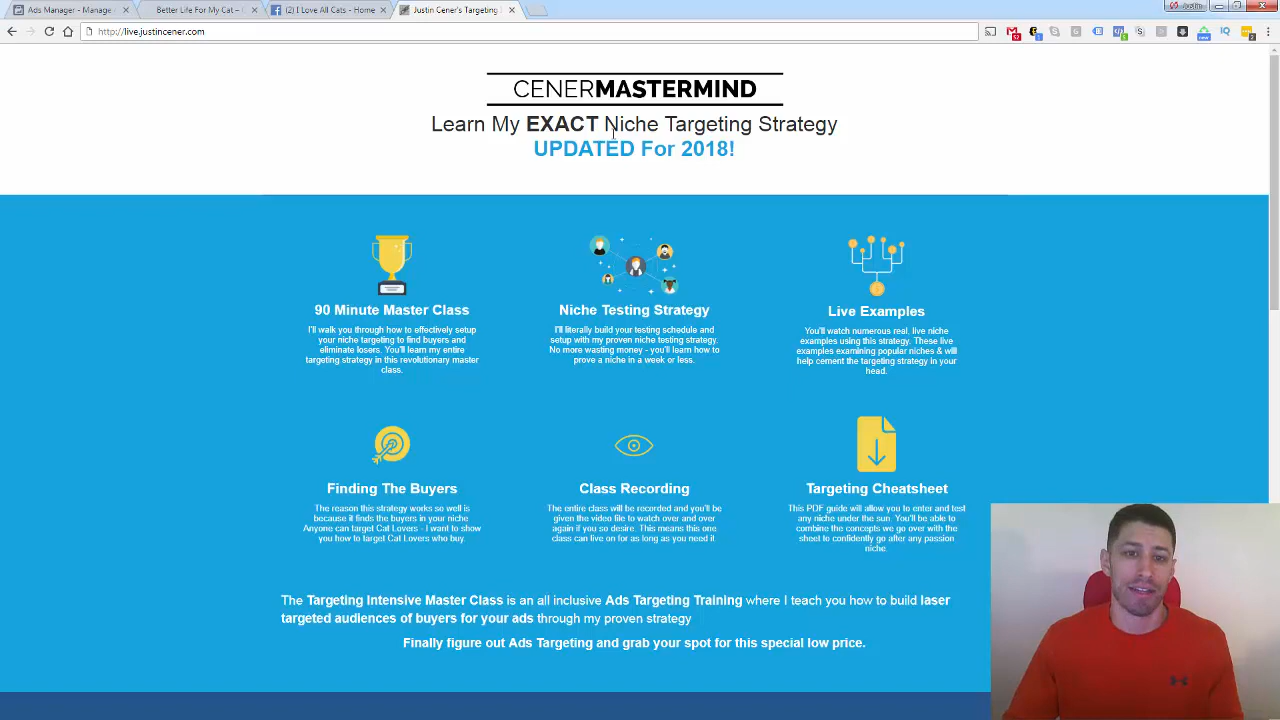 Ads Manager - Manage
Better Life For My Cat –
(2) I Love All Cats - Home
Justin Cener's Targeting
Justin
http://live.justincener.com
CENERMASTERMIND
Learn My EXACT Niche Targeting Strategy
UPDATED For 2018!
90 Minute Master Class
I'll walk you through how to effectively setup
your niche targeting to find buyers and
eliminate losers. You'll learn my entire
targeting strategy in this revolutionary master
class.
Niche Testing Strategy
I'll literally build your testing schedule and
setup with my proven niche testing strategy.
No more wasting money - you'll learn how to
prove a niche in a week or less.
Live Examples
You'll watch numerous real, live niche
examples using this strategy. These live
examples examining popular niches & will
help cement the targeting strategy in your
head.
Finding The Buyers
The reason this strategy works so well is
because it finds the buyers in your niche
Anyone can target Cat Lovers - I want to show
you how to target Cat Lovers who buy.
Class Recording
The entire class will be recorded and you'll be
given the video file to watch over and over
again if you so desire. This means this one
class can live on for as long as you need it.
Targeting Cheatsheet
This PDF guide will allow you to enter and test
any niche under the sun. You'll be able to
combine the concepts we go over with the
sheet to confidently go after any passion
niche.
The Targeting Intensive Master Class is an all inclusive Ads Targeting Training where I teach you how to build laser
targeted audiences of buyers for your ads through my proven strategy
Finally figure out Ads Targeting and grab your spot for this special low price.